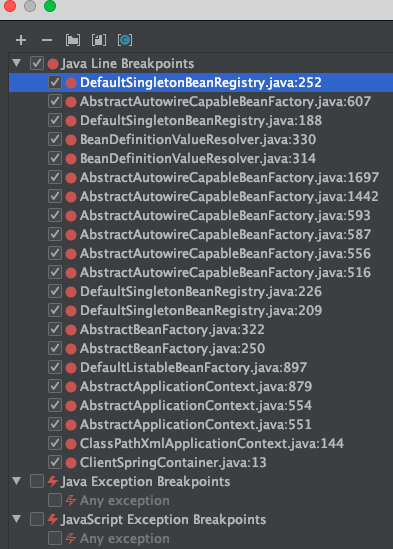 Java Line Breakpoints
DefaultSingletonBeanRegistry.java:252
AbstractAutowireCapableBeanFactory.java:607
DefaultSingletonBeanRegistry.java:188
BeanDefinitionValueResolver.java:330
BeanDefinitionValueResolver.java:314
AbstractAutowireCapableBeanFactory.java:1697
AbstractAutowireCapableBeanFactory.java:1442
AbstractAutowireCapableBeanFactory.java:593
AbstractAutowireCapableBeanFactory.java:587
AbstractAutowireCapableBeanFactory.java:556
AbstractAutowireCapableBeanFactory.java:516
DefaultSingletonBeanRegistry.java:226
DefaultSingletonBeanRegistry.java:209
AbstractBeanFactory.java:322
AbstractBeanFactory.java:250
DefaultListableBeanFactory.java:897
AbstractApplicationContext.java:879
AbstractApplicationContext.java:554
AbstractApplicationContext.java:551
ClassPathXmlApplicationContext.java:144
ClientSpringContainer.java:13
Java Exception Breakpoints
Any exception
JavaScript Exception Breakpoints
Any exception